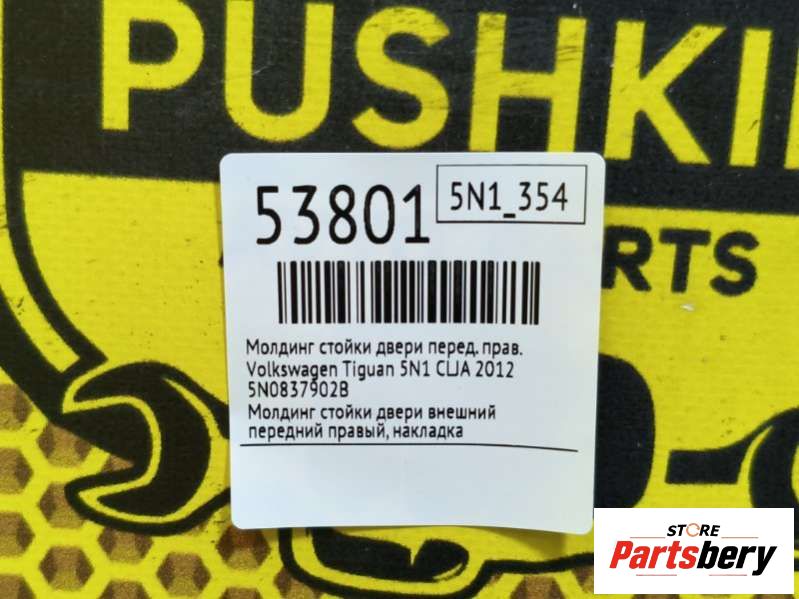 PUSHKI
RTS
53801
5N1_354
Молдинг стойки двери перед. прав.
Volkswagen Tiguan 5N1 CLJA 2012
5N0837902B
Молдинг стойки двери внешний
передний правый, накладка
STORE
Partsbery